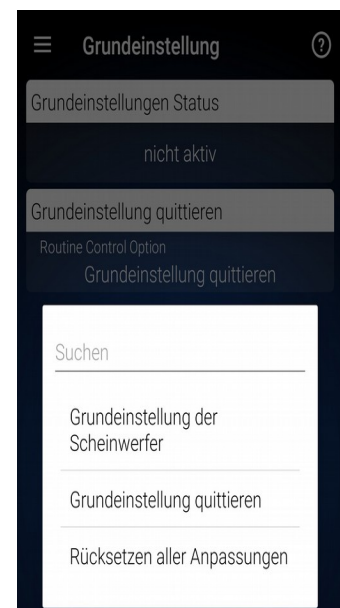 Grundeinstellung ?
Grundeinstellungen Status
nicht aktiv
Grundeinstellung quittieren
Routine Control Option
Grundeinstellung quittieren
Suchen
Grundeinstellung der
Scheinwerfer
Grundeinstellung quittieren
Rücksetzen aller Anpassungen